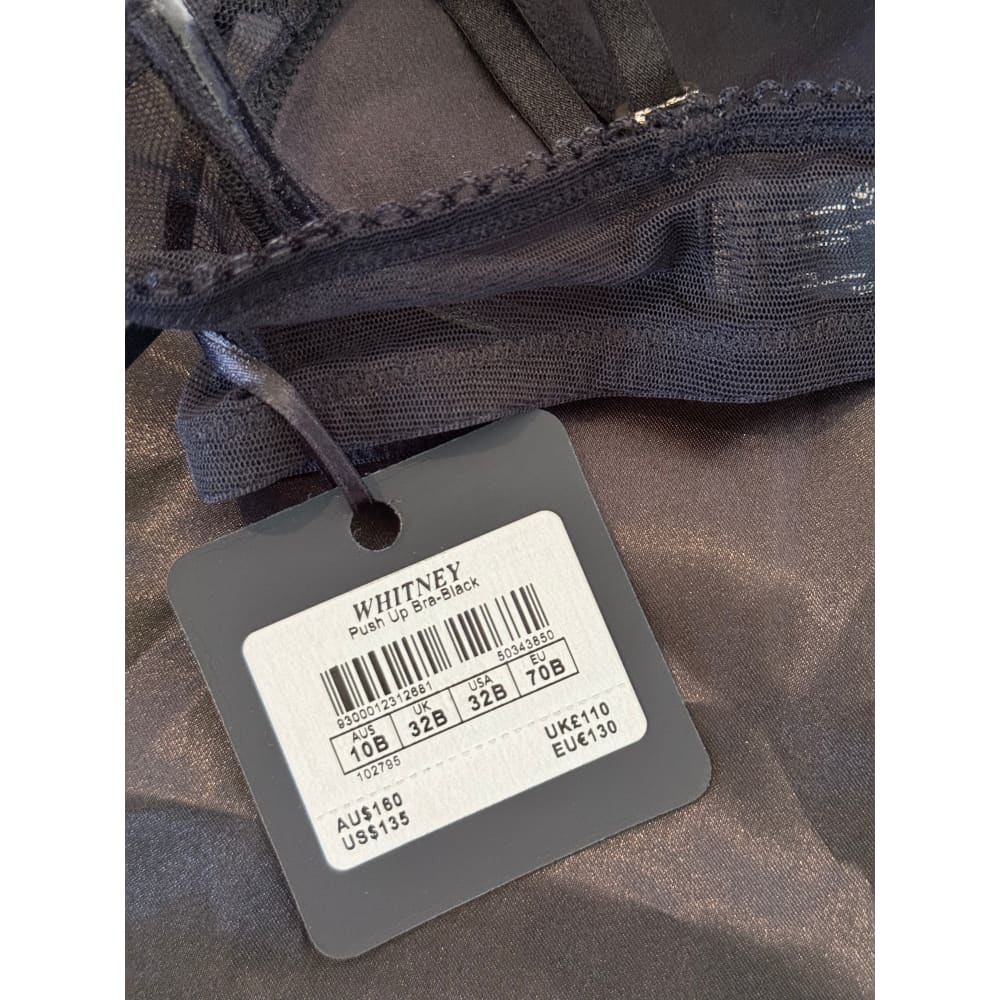 WHITNEY
Push Up Bra-Black
9300012312681 50343850
AUS UK USA EU
10B 32B 32B 70B
102795
AU$160 UK£110
US$135 EU€130